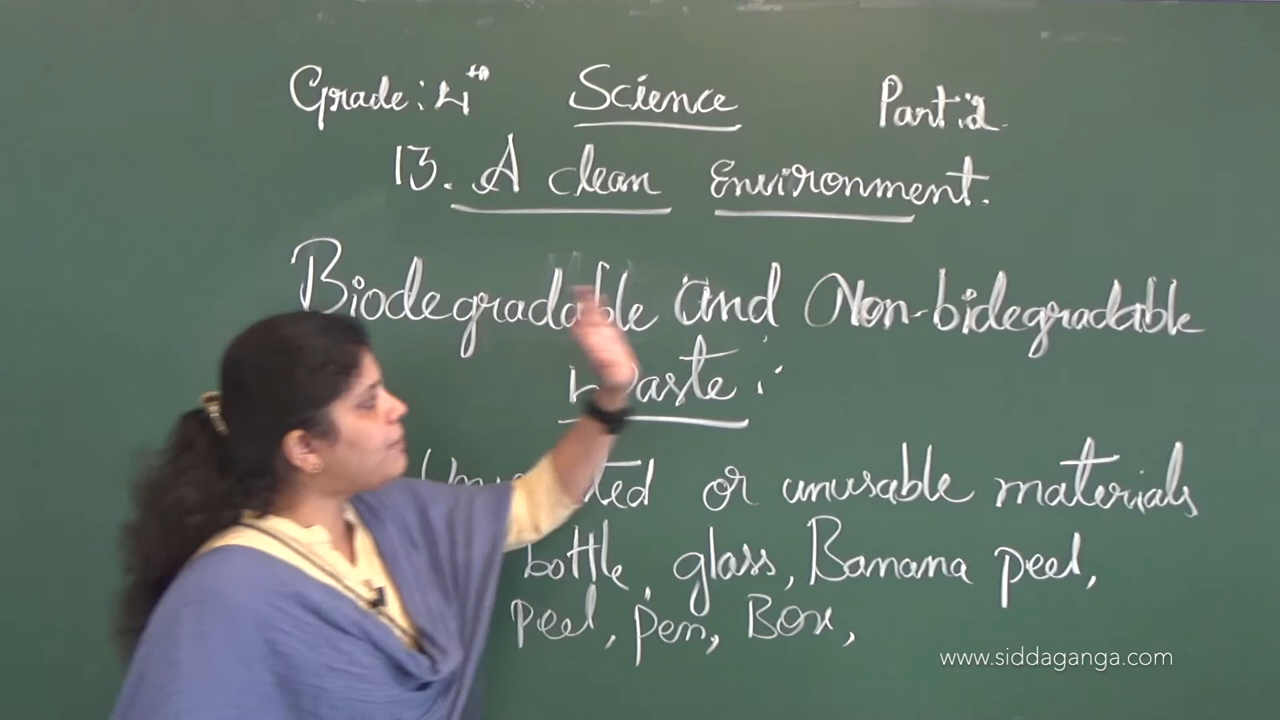 Grade: 4th Science Part:2.
13. A clean Environment.
Biodegradable and Non-bidegradable
Waste :
or unusable materials
bottle, glass, Banana peel,
peel, pen, Box,
www.siddaganga.com